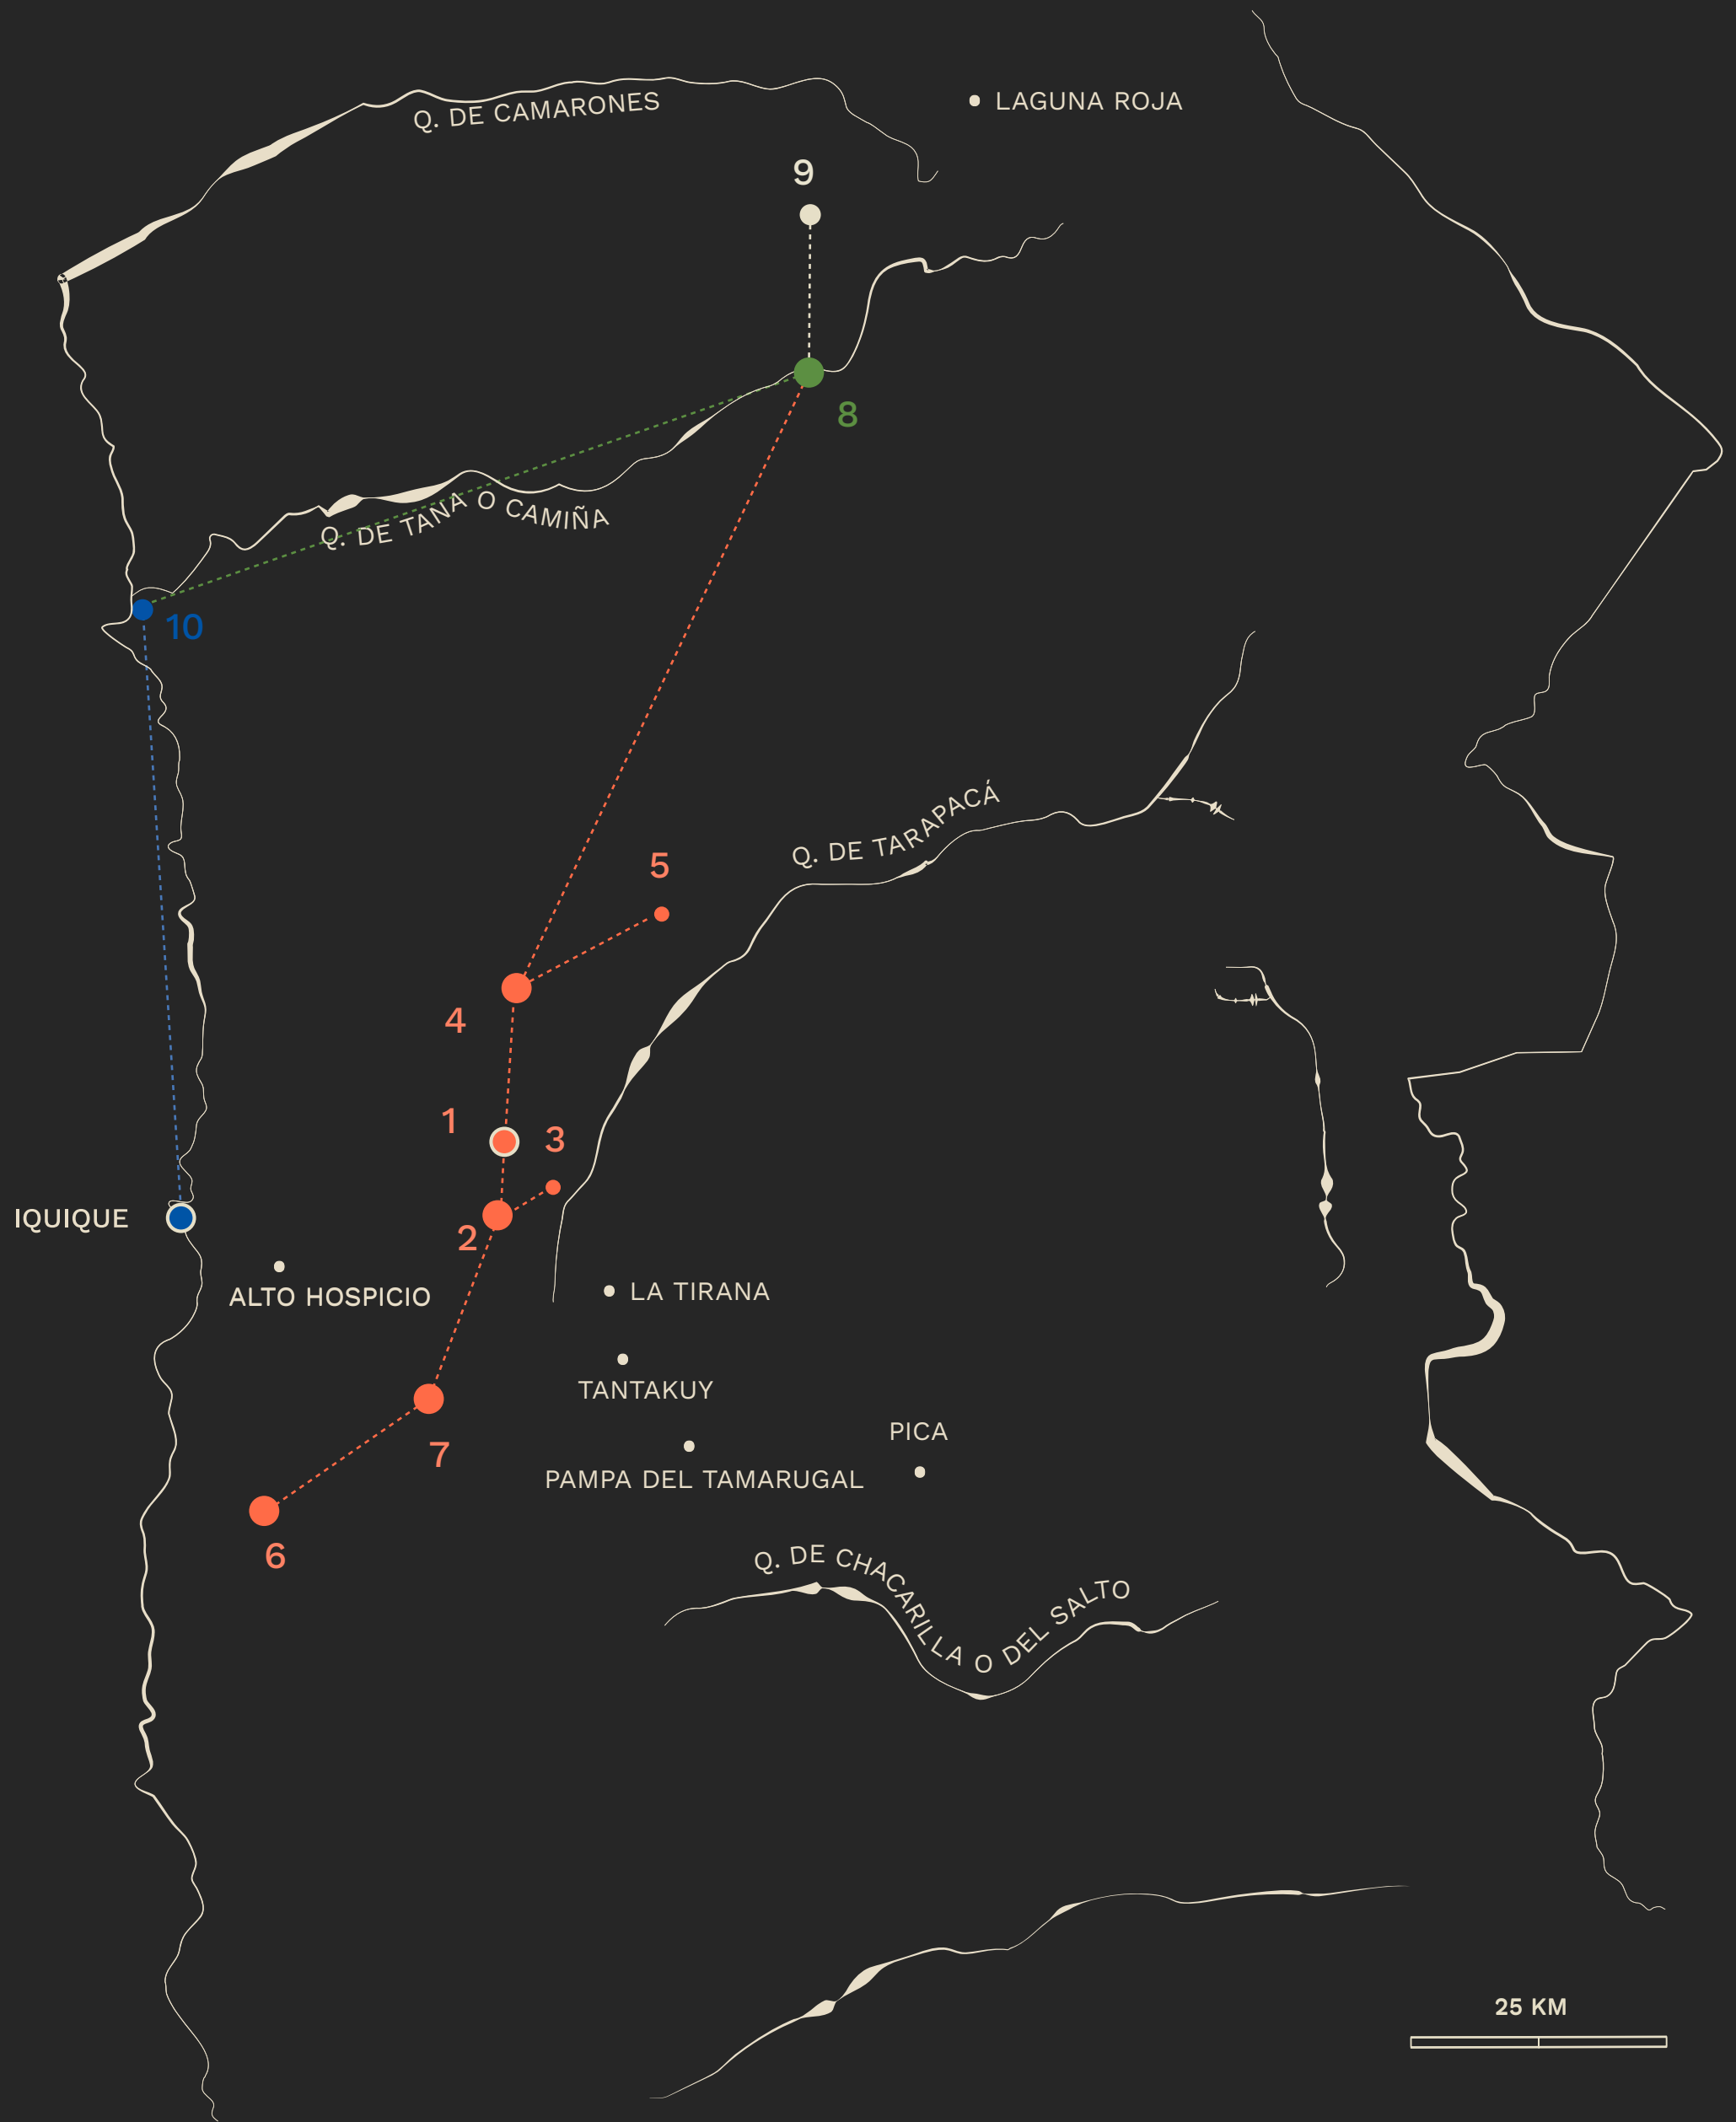 LAGUNA ROJA
Q. DE CAMARONES
9
8
Q. DE TANA O CAMIÑA
10
Q. DE TARAPACÁ
5
4
1
3
IQUIQUE
2
ALTO HOSPICIO
LA TIRANA
TANTAKUY
PICA
7
PAMPA DEL TAMARUGAL
6
Q. DE CHACARILLA O DEL SALTO
25 KM